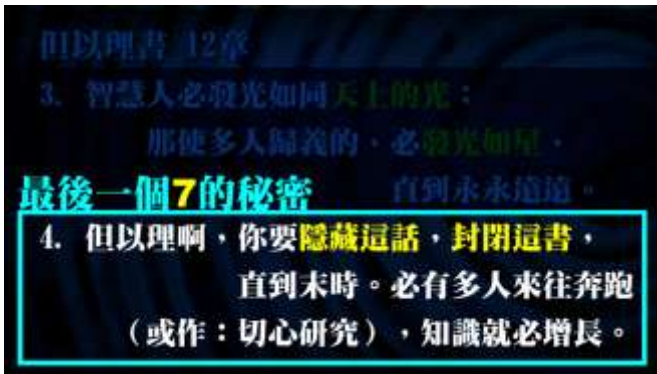 但以理書 12章
3. 智慧人必發光如同天上的光；
那使多人歸義的，必發光如星，
直到永永遠遠。
最後一個7的秘密
4. 但以理啊，你要隱藏這話，封閉這書，
直到末時。必有多人來往奔跑
（或作：切心研究），知識就必增長。